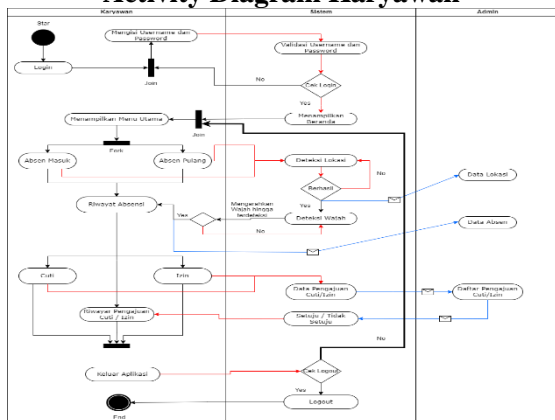 Activity Diagram Karyawan
Karyawan
Sistem
Admin
Star
Mengisi Username dan
Password
Validasi Username dan
Password
Login
Join
No
Cek Login
Yes
Menampilkan Menu Utama
Join
Menampilkan
Beranda
Fork
Absen Masuk
Absen Pulang
Deteksi Lokasi
No
Berhasil
Data Lokasi
Mengarahkan
Wajah hingga
terdeteksi
Yes
Riwayat Absensi
Yes
Deteksi Wajah
No
Data Absen
Cuti
Izin
Data Pengajuan
Cuti/Izin
Daftar Pengajuan
Cuti/Izin
Riwayar Pengajuan
Cuti / Izin
Setuju / Tidak
Setuju
No
Keluar Aplikasi
Cek Logout
Yes
Logout
End